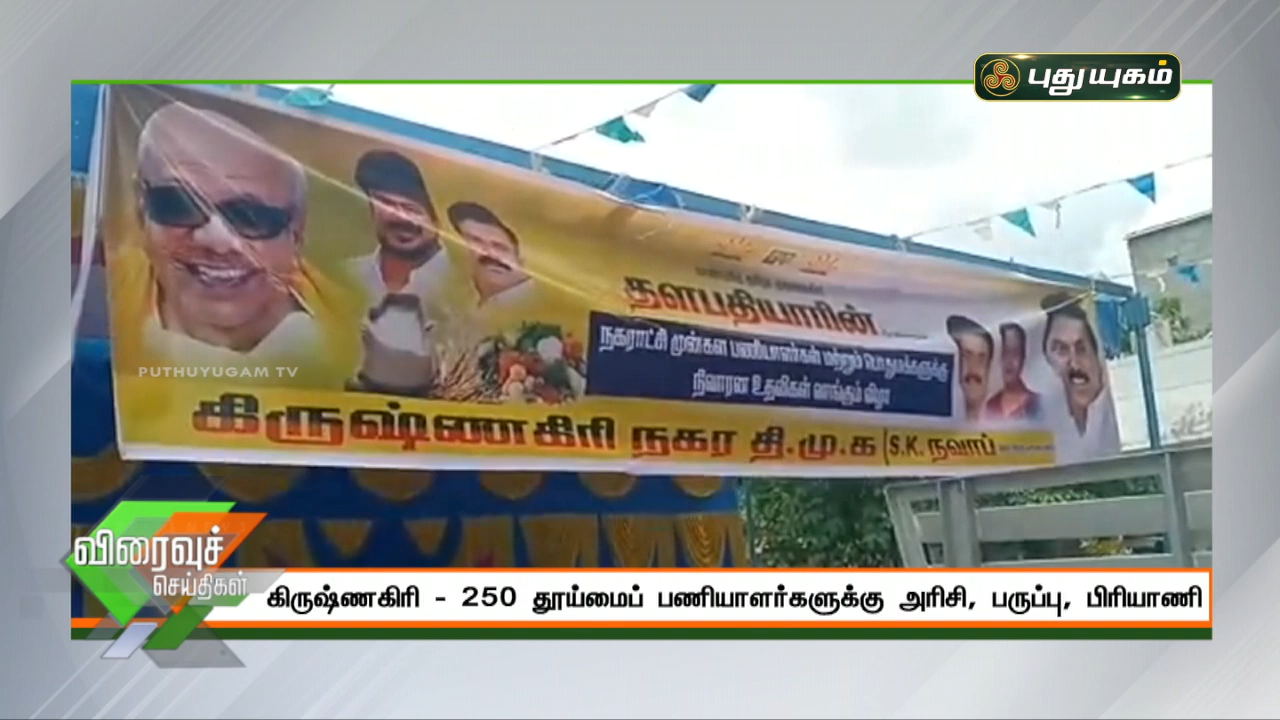 புதுயுகம்
தளபதியாரின்
நகராட்சி முன்கள பணியாளர்கள் மற்றும் பொதுமக்களுக்கு
நிவாரண உதவிகள் வாங்கும் விழா
கிருஷ்ணகிரி நகர தி.மு.க S.K. நவாப்
PUTHUYUGAM TV
விரைவுச்
செய்திகள்
கிருஷ்ணகிரி - 250 தூய்மைப் பணியாளர்களுக்கு அரிசி, பருப்பு, பிரியாணி